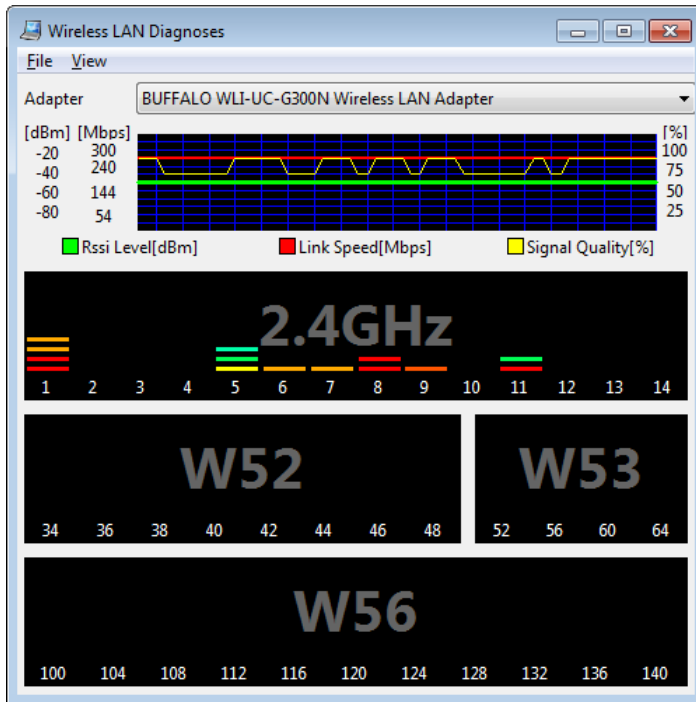 Wireless LAN Diagnoses
File View
Adapter BUFFALO WLI-UC-G300N Wireless LAN Adapter
[dBm] [Mbps] [%]
-20 300 100
-40 240 75
-60 144 50
-80 54 25
Rssi Level[dBm] Link Speed[Mbps] Signal Quality[%]
2.4GHz
1 2 3 4 5 6 7 8 9 10 11 12 13 14
W52
34 36 38 40 42 44 46 48
W53
52 56 60 64
W56
100 104 108 112 116 120 124 128 132 136 140